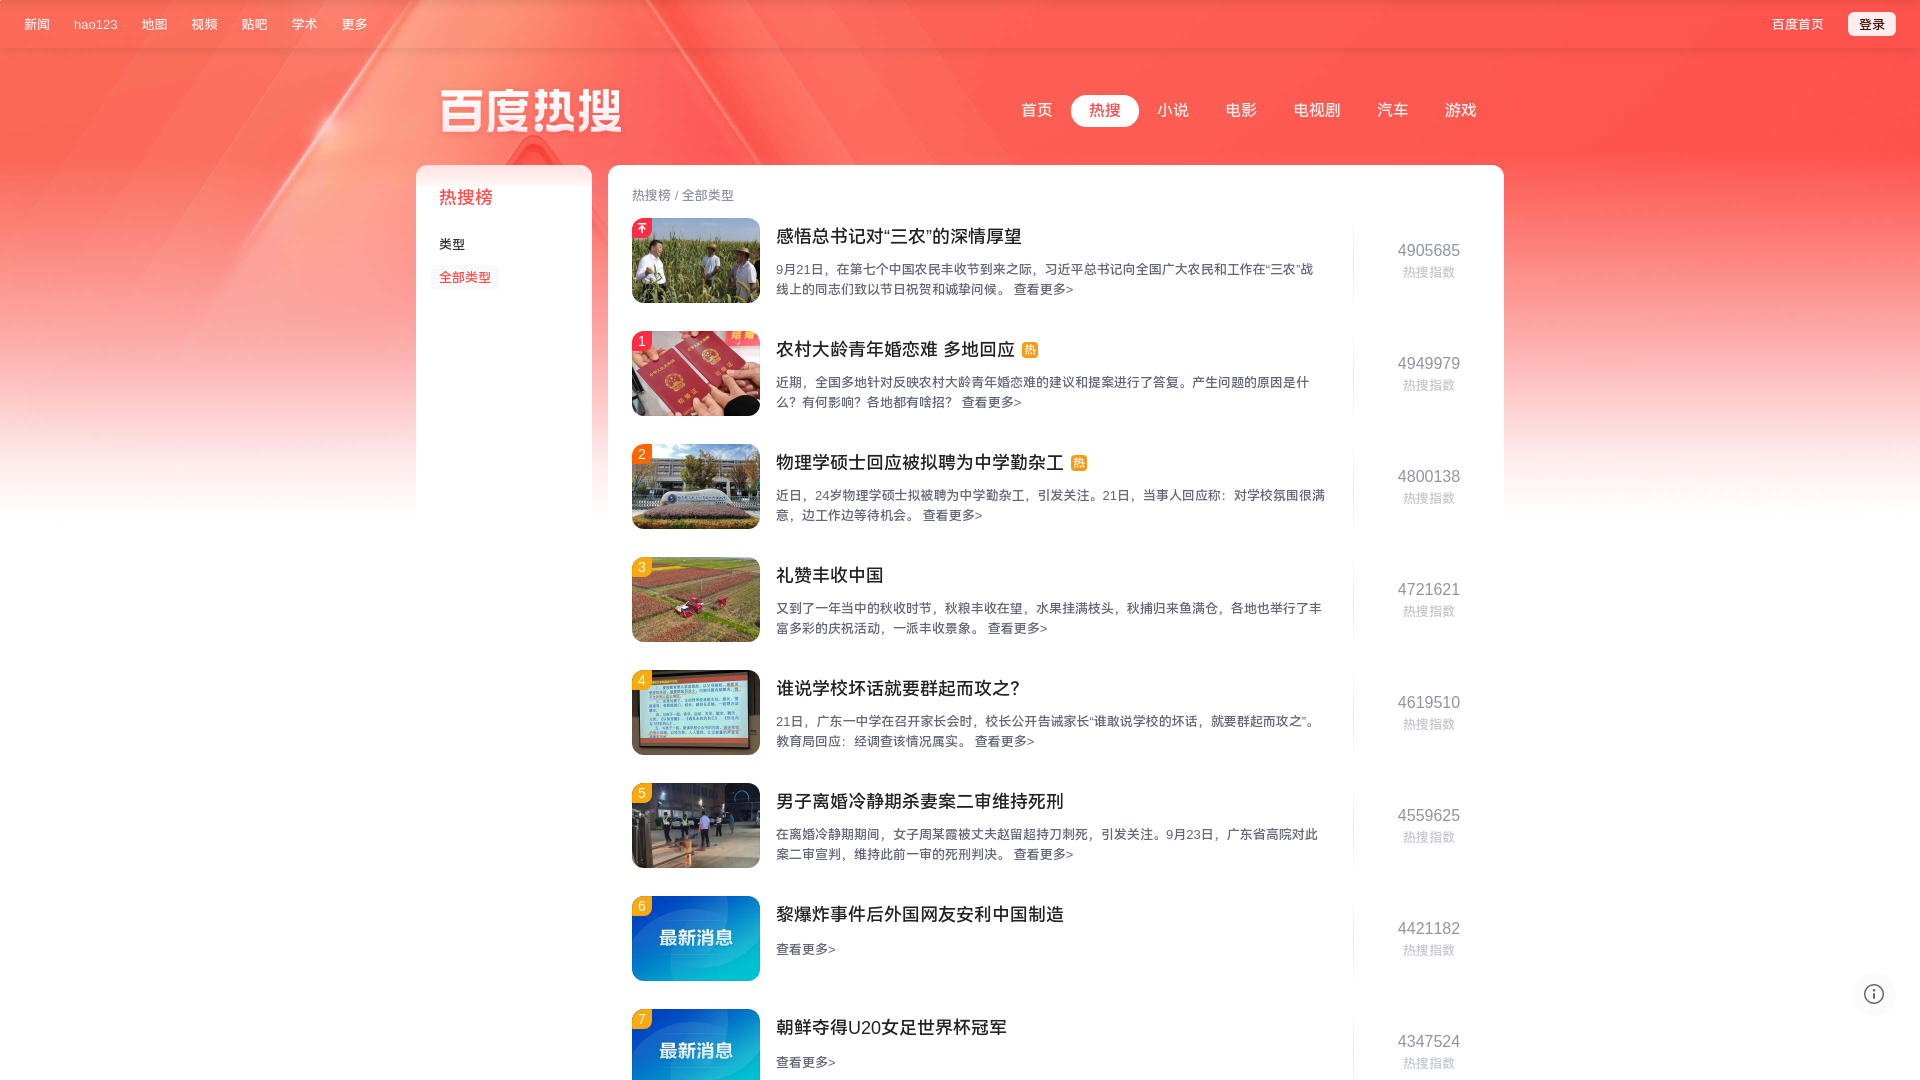 新闻 hao123 地图 视频 贴吧 学术 更多 百度首页 登录
百度热搜
首页 热搜 小说 电影 电视剧 汽车 游戏
热搜榜
类型
全部类型
热搜榜 / 全部类型
感悟总书记对“三农”的深情厚望
9月21日，在第七个中国农民丰收节到来之际，习近平总书记向全国广大农民和工作在“三农”战
线上的同志们致以节日祝贺和诚挚问候。 查看更多>
4905685
热搜指数
1
农村大龄青年婚恋难 多地回应 热
近期，全国多地针对反映农村大龄青年婚恋难的建议和提案进行了答复。产生问题的原因是什
么？有何影响？各地都有啥招？ 查看更多>
4949979
热搜指数
2
物理学硕士回应被拟聘为中学勤杂工 热
近日，24岁物理学硕士拟被聘为中学勤杂工，引发关注。21日，当事人回应称：对学校氛围很满
意，边工作边等待机会。 查看更多>
4800138
热搜指数
3
礼赞丰收中国
又到了一年当中的秋收时节，秋粮丰收在望，水果挂满枝头，秋捕归来鱼满仓，各地也举行了丰
富多彩的庆祝活动，一派丰收景象。 查看更多>
4721621
热搜指数
4
谁说学校坏话就要群起而攻之？
21日，广东一中学在召开家长会时，校长公开告诫家长“谁敢说学校的坏话，就要群起而攻之”。
教育局回应：经调查该情况属实。 查看更多>
4619510
热搜指数
5
男子离婚冷静期杀妻案二审维持死刑
在离婚冷静期期间，女子周某霞被丈夫赵留超持刀刺死，引发关注。9月23日，广东省高院对此
案二审宣判，维持此前一审的死刑判决。 查看更多>
4559625
热搜指数
6
最新消息
黎爆炸事件后外国网友安利中国制造
查看更多>
4421182
热搜指数
7
最新消息
朝鲜夺得U20女足世界杯冠军
查看更多>
4347524
热搜指数